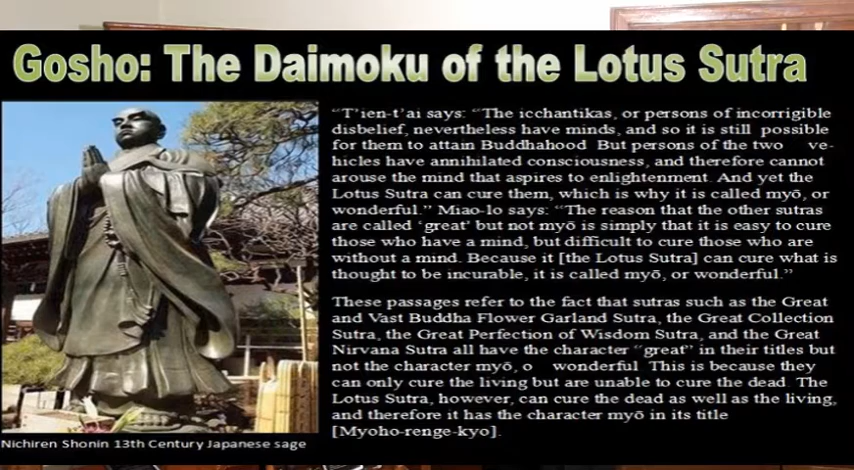 Gosho: The Daimoku of the Lotus Sutra
“T’ien-t’ai says: “The icchantikas, or persons of incorrigible
disbelief, nevertheless have minds, and so it is still possible
for them to attain Buddhahood But persons of the two ve-
hicles have annihilated consciousness, and therefore cannot
arouse the mind that aspires to enlightenment. And yet the
Lotus Sutra can cure them, which is why it is called myō, or
wonderful.” Miao-lo says: “The reason that the other sutras
are called ‘great’ but not myō is simply that it is easy to cure
those who have a mind, but difficult to cure those who are
without a mind. Because it [the Lotus Sutra] can cure what is
thought to be incurable, it is called myō, or wonderful.”
These passages refer to the fact that sutras such as the Great
and Vast Buddha Flower Garland Sutra, the Great Collection
Sutra, the Great Perfection of Wisdom Sutra, and the Great
Nirvana Sutra all have the character “great” in their titles but
not the character myō, o wonderful This is because they
can only cure the living but are unable to cure the dead. The
Lotus Sutra, however, can cure the dead as well as the living,
and therefore it has the character myō in its title
[Myoho-renge-kyo].
Nichiren Shonin 13th Century Japanese sage